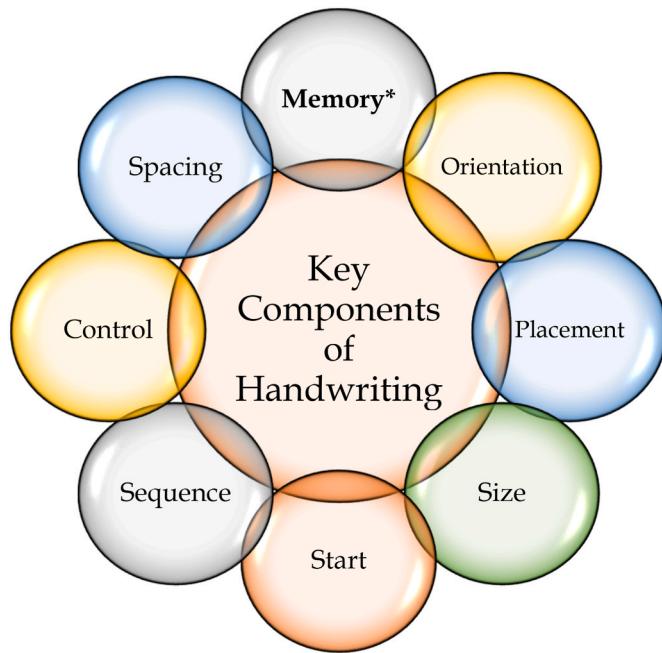 Memory*
Orientation
Placement
Size
Start
Sequence
Control
Spacing
Key
Components
of
Handwriting